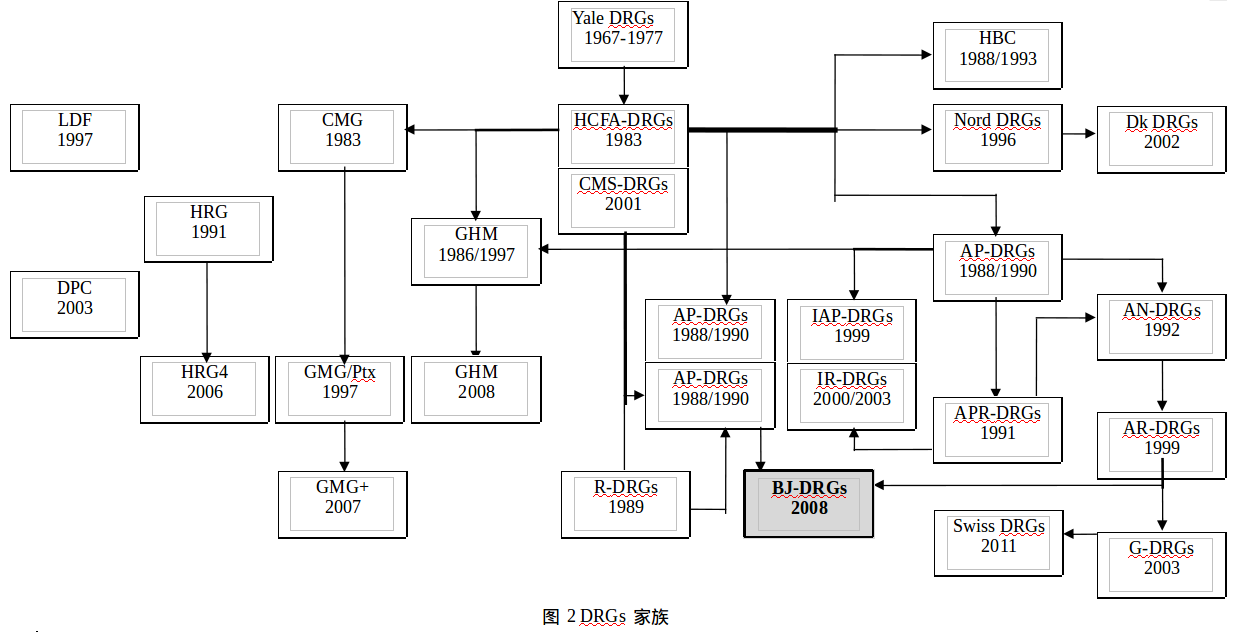 Yale DRGs
1967-1977
HBC
1988/1993
LDF
1997
CMG
1983
HCFA-DRGs
1983
Nord DRGs
1996
Dk DRGs
2002
CMS-DRGs
2001
HRG
1991
GHM
1986/1997
AP-DRGs
1988/1990
DPC
2003
AP-DRGs
1988/1990
IAP-DRGs
1999
AN-DRGs
1992
HRG4
2006
GMG/Ptx
1997
GHM
2008
AP-DRGs
1988/1990
IR-DRGs
2000/2003
APR-DRGs
1991
AR-DRGs
1999
GMG+
2007
R-DRGs
1989
BJ-DRGs
2008
Swiss DRGs
2011
G-DRGs
2003
图 2 DRGs 家族